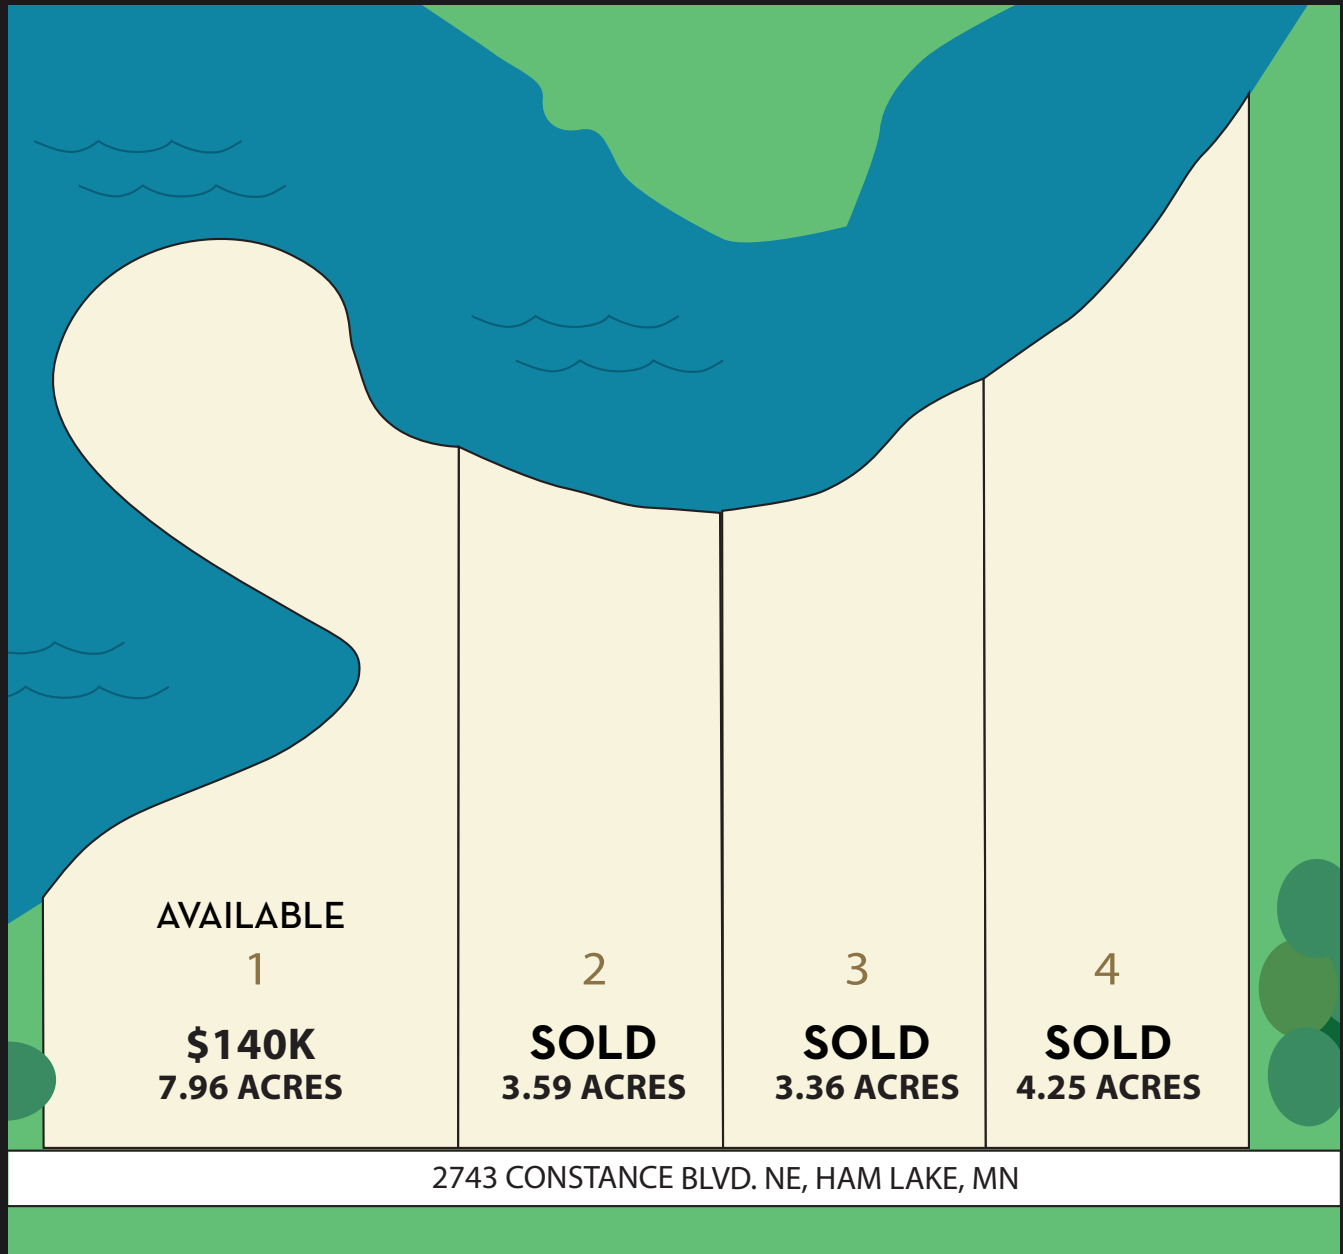 AVAILABLE
1
$140K
7.96 ACRES
2
SOLD
3.59 ACRES
3
SOLD
3.36 ACRES
4
SOLD
4.25 ACRES
2743 CONSTANCE BLVD. NE, HAM LAKE, MN